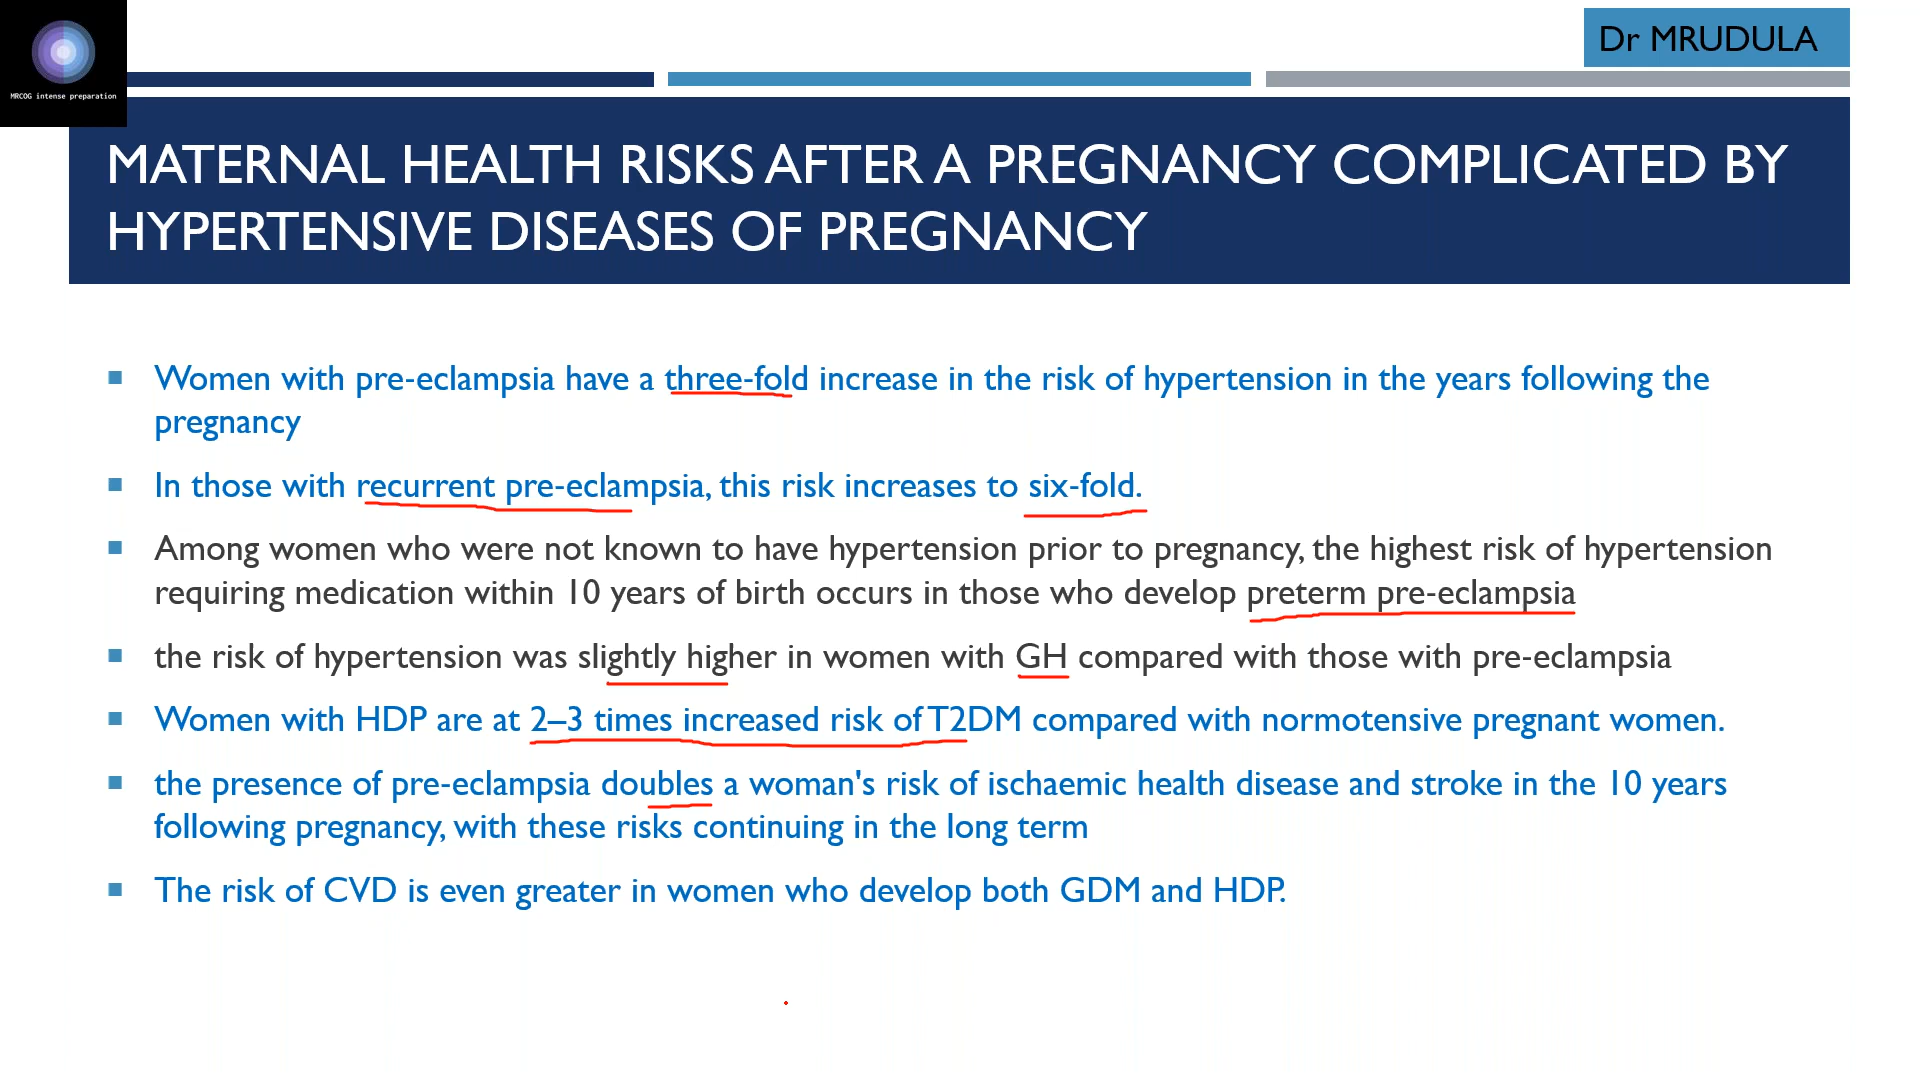 Dr MRUDULA
MRCOG intense preparation
MATERNAL HEALTH RISKS AFTER A PREGNANCY COMPLICATED BY
HYPERTENSIVE DISEASES OF PREGNANCY
Women with pre-eclampsia have a three-fold increase in the risk of hypertension in the years following the
pregnancy
In those with recurrent pre-eclampsia, this risk increases to six-fold.
Among women who were not known to have hypertension prior to pregnancy, the highest risk of hypertension
requiring medication within 10 years of birth occurs in those who develop preterm pre-eclampsia
the risk of hypertension was slightly higher in women with GH compared with those with pre-eclampsia
Women with HDP are at 2–3 times increased risk of T2DM compared with normotensive pregnant women.
the presence of pre-eclampsia doubles a woman's risk of ischaemic health disease and stroke in the 10 years
following pregnancy, with these risks continuing in the long term
The risk of CVD is even greater in women who develop both GDM and HDP.